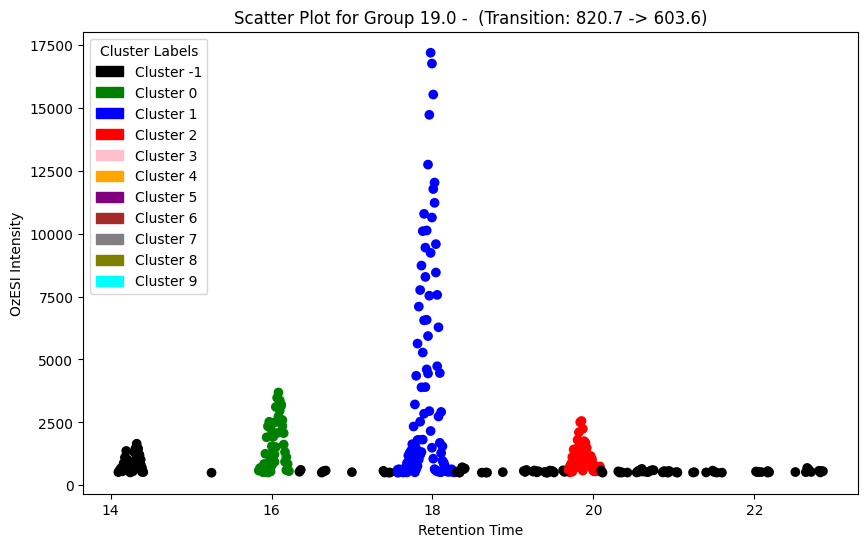 Scatter Plot for Group 19.0 -  (Transition: 820.7 -> 603.6)
Cluster Labels
Cluster -1
Cluster 0
Cluster 1
Cluster 2
Cluster 3
Cluster 4
Cluster 5
Cluster 6
Cluster 7
Cluster 8
Cluster 9
OzESI Intensity
17500
15000
12500
10000
7500
5000
2500
0
14 16 18 20 22
Retention Time